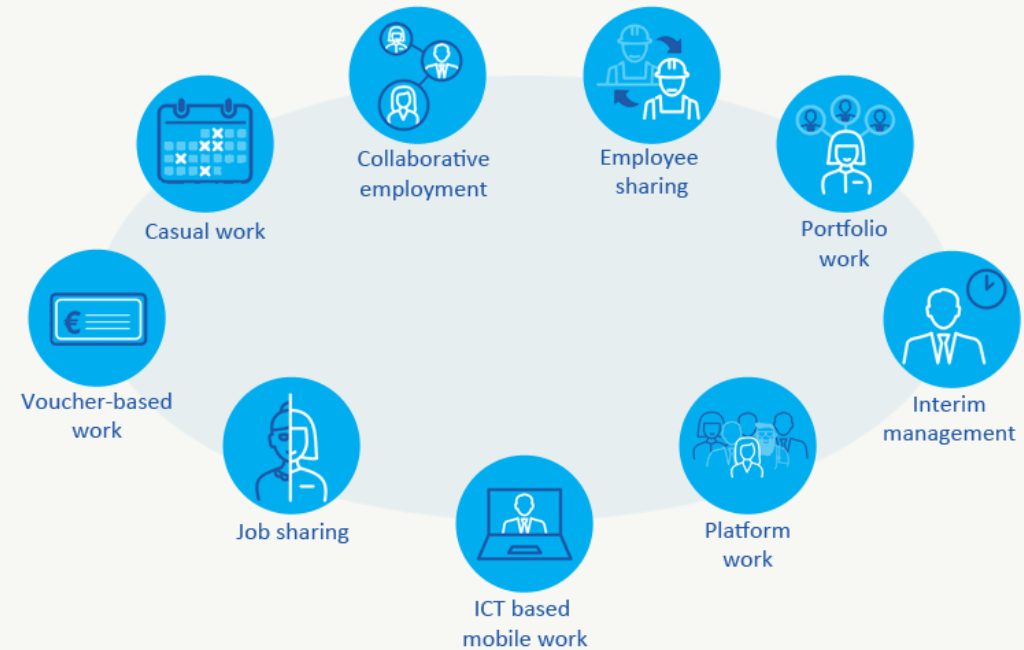 Collaborative
employment
Employee
sharing
Casual work
Portfolio
work
€
Voucher-based
work
Interim
management
Job sharing
Platform
work
ICT based
mobile work